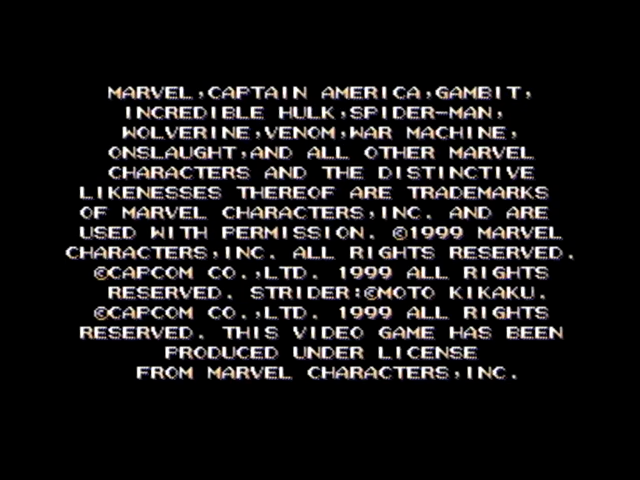 MARVEL,CAPTAIN AMERICA,GAMBIT,
INCREDIBLE HULK,SPIDER-MAN,
WOLVERINE,VENOM,WAR MACHINE,
ONSLAUGHT,AND ALL OTHER MARVEL
CHARACTERS AND THE DISTINCTIVE
LIKENESSES THEREOF ARE TRADEMARKS
OF MARVEL CHARACTERS,INC. AND ARE
USED WITH PERMISSION. ©1999 MARVEL
CHARACTERS,INC. ALL RIGHTS RESERVED.
©CAPCOM CO.,LTD. 1999 ALL RIGHTS
RESERVED. STRIDER:©MOTO KIKAKU.
©CAPCOM CO.,LTD. 1999 ALL RIGHTS
RESERVED. THIS VIDEO GAME HAS BEEN
PRODUCED UNDER LICENSE
FROM MARVEL CHARACTERS,INC.